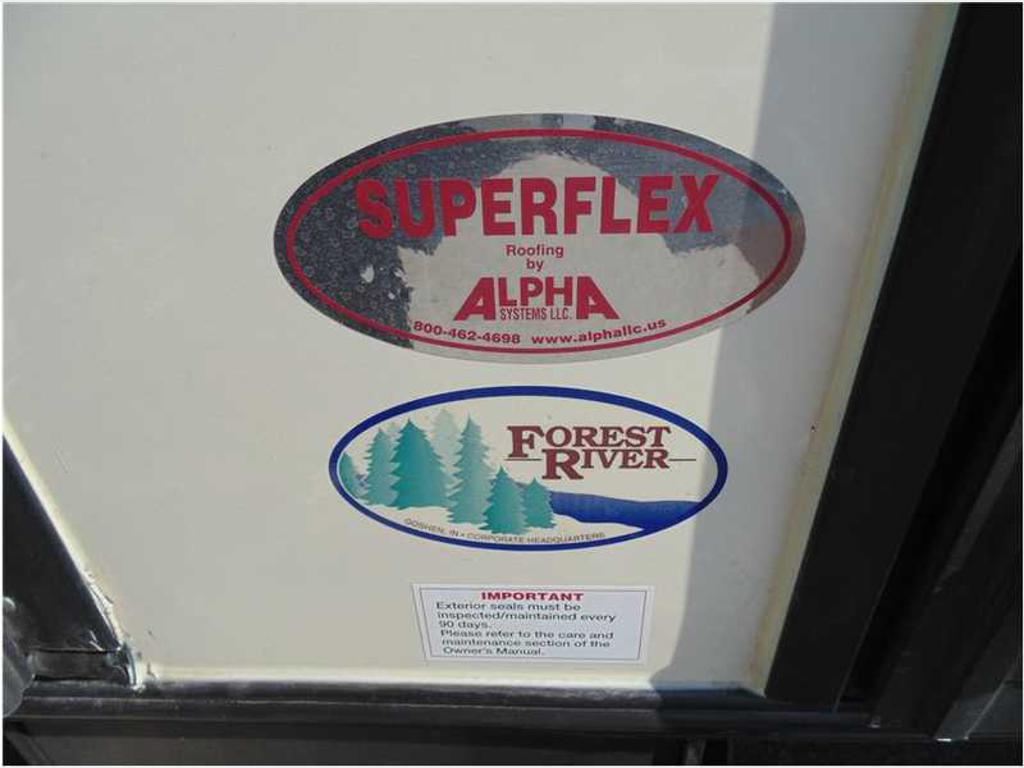 SUPERFLEX
Roofing
by
ALPHA
SYSTEMS LLC.
800-462-4698 www.alphallc.us
FOREST
RIVER
GOSHEN, IN • CORPORATE HEADQUARTERS
IMPORTANT
Exterior seals must be
inspected/maintained every
90 days.
Please refer to the care and
maintenance section of the
Owner's Manual.